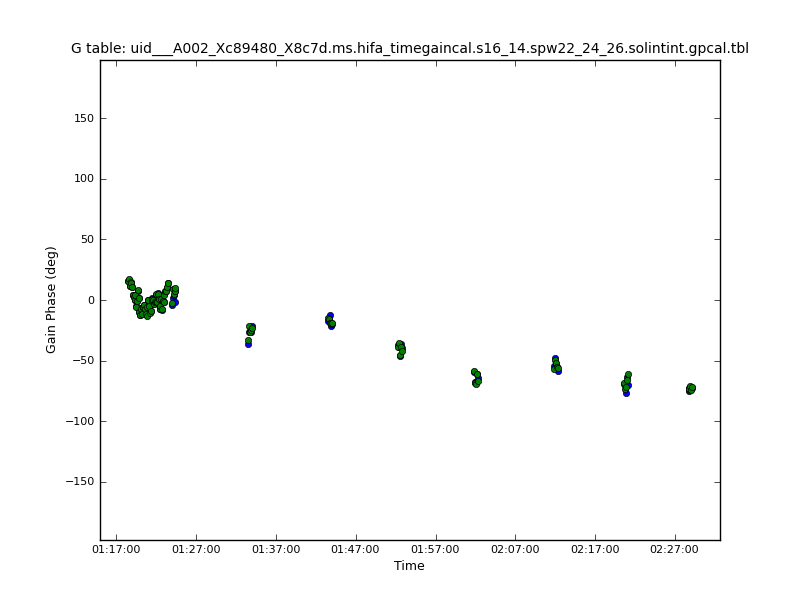 G table: uid___A002_Xc89480_X8c7d.ms.hifa_timegaincal.s16_14.spw22_24_26.solintint.gpcal.tbl
150
100
50
0
−50
−100
−150
Gain Phase (deg)
01:17:00 01:27:00 01:37:00 01:47:00 01:57:00 02:07:00 02:17:00 02:27:00
Time